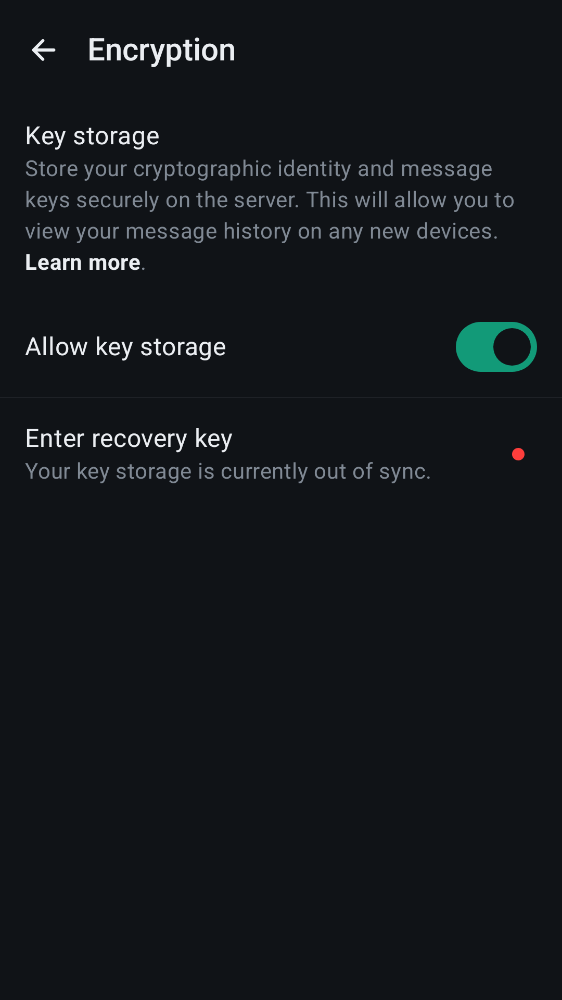 Encryption
Key storage
Store your cryptographic identity and message
keys securely on the server. This will allow you to
view your message history on any new devices.
Learn more.
Allow key storage
Enter recovery key
Your key storage is currently out of sync.